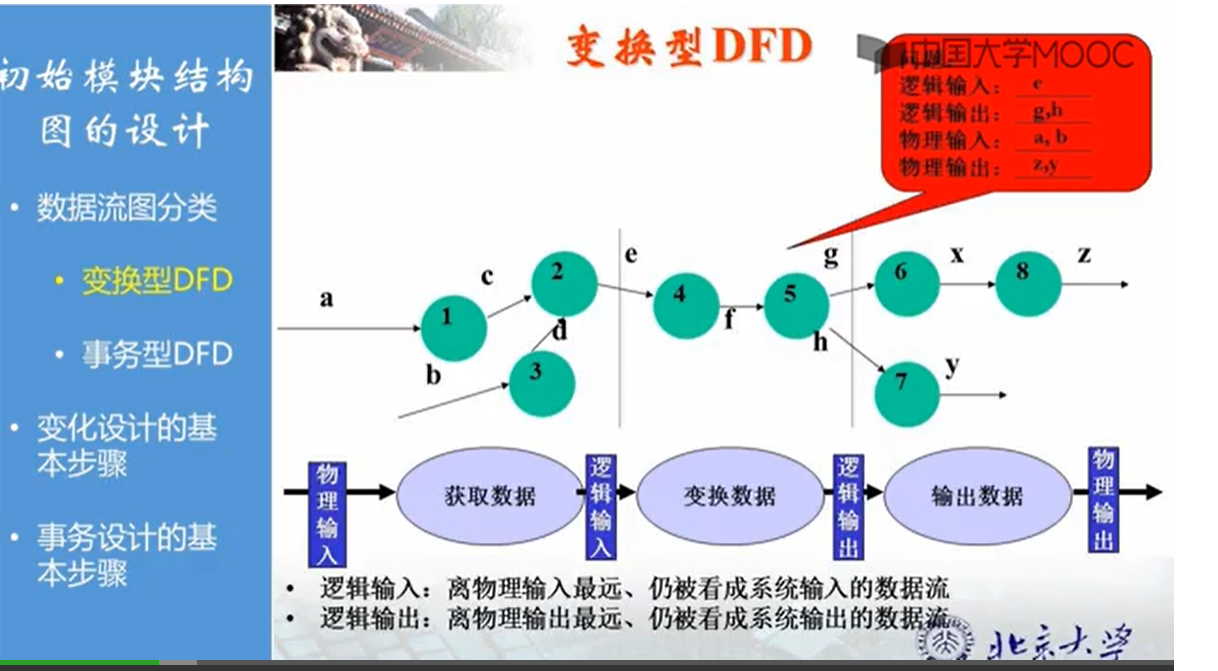 初始模块结构
图的设计
• 数据流图分类
• 变换型DFD
• 事务型DFD
• 变化设计的基
本步骤
• 事务设计的基
本步骤
变换型DFD
中国大学MOOC
逻辑输入： e
逻辑输出： g,h
物理输入： a, b
物理输出： z,y
a
b
c
d
e
f
g
h
x
y
z
1
2
3
4
5
6
7
8
物理输入
获取数据
逻辑输入
变换数据
逻辑输出
输出数据
物理输出
• 逻辑输入：离物理输入最远、仍被看成系统输入的数据流
• 逻辑输出：离物理输出最远、仍被看成系统输出的数据流
北京大学